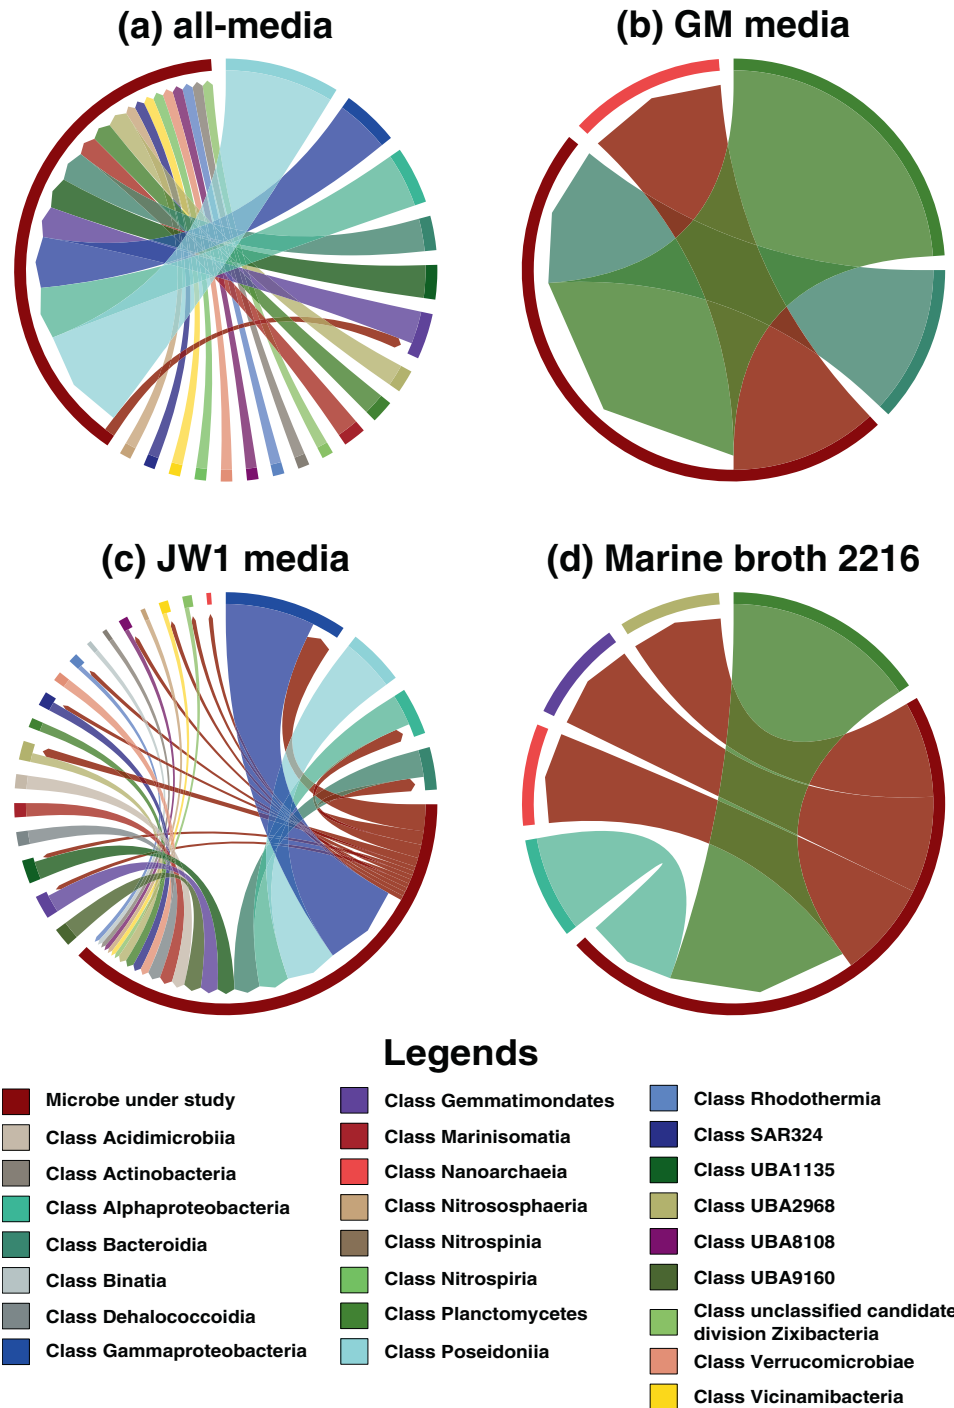 (a) all-media
(b) GM media
(c) JW1 media
(d) Marine broth 2216
Legends
Microbe under study
Class Acidimicrobiia
Class Actinobacteria
Class Alphaproteobacteria
Class Bacteroidia
Class Binatia
Class Dehalococcoidia
Class Gammaproteobacteria
Class Gemmatimondates
Class Marinisomatia
Class Nanoarchaeia
Class Nitrososphaeria
Class Nitrospinia
Class Nitrospiria
Class Planctomycetes
Class Poseidoniia
Class Rhodothermia
Class SAR324
Class UBA1135
Class UBA2968
Class UBA8108
Class UBA9160
Class unclassified candidate
division Zixibacteria
Class Verrucomicrobiae
Class Vicinamibacteria